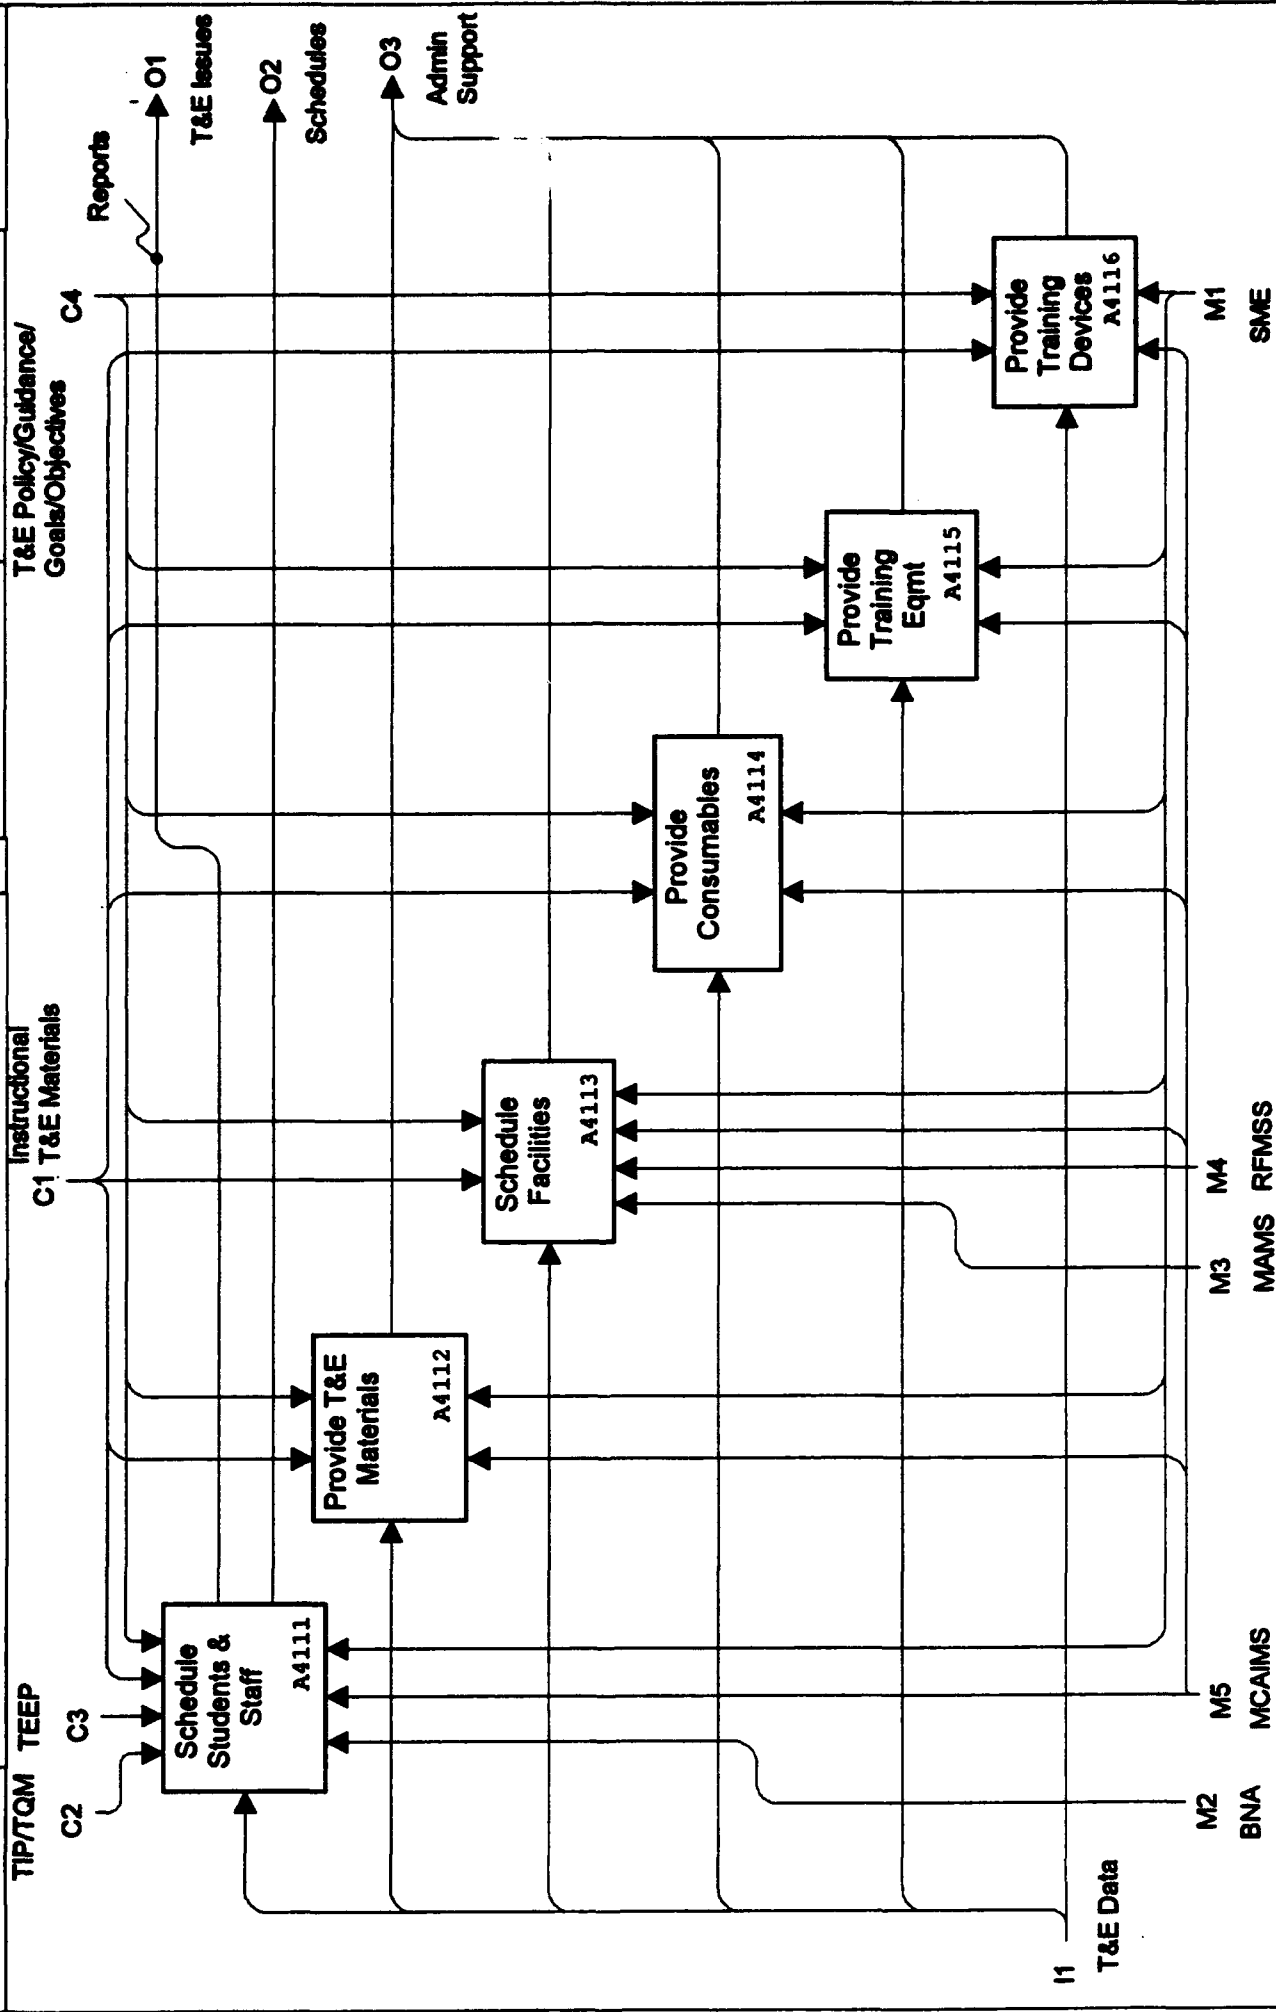 TIP/TQM
TEEP
Instructional
T&E Materials
T&E Policy/Guidance/
Goals/Objectives
C2
C3
C1
C4
Reports
O1
T&E Issues
O2
Schedules
O3
Admin
Support
Schedule
Students &
Staff
A4111
Provide T&E
Materials
A4112
Schedule
Facilities
A4113
Provide
Consumables
A4114
Provide
Training
Eqmt
A4115
Provide
Training
Devices
A4116
I1
T&E Data
M2
BNA
M5
MCAIMS
M3
MAMS
M4
RFMSS
M1
SME